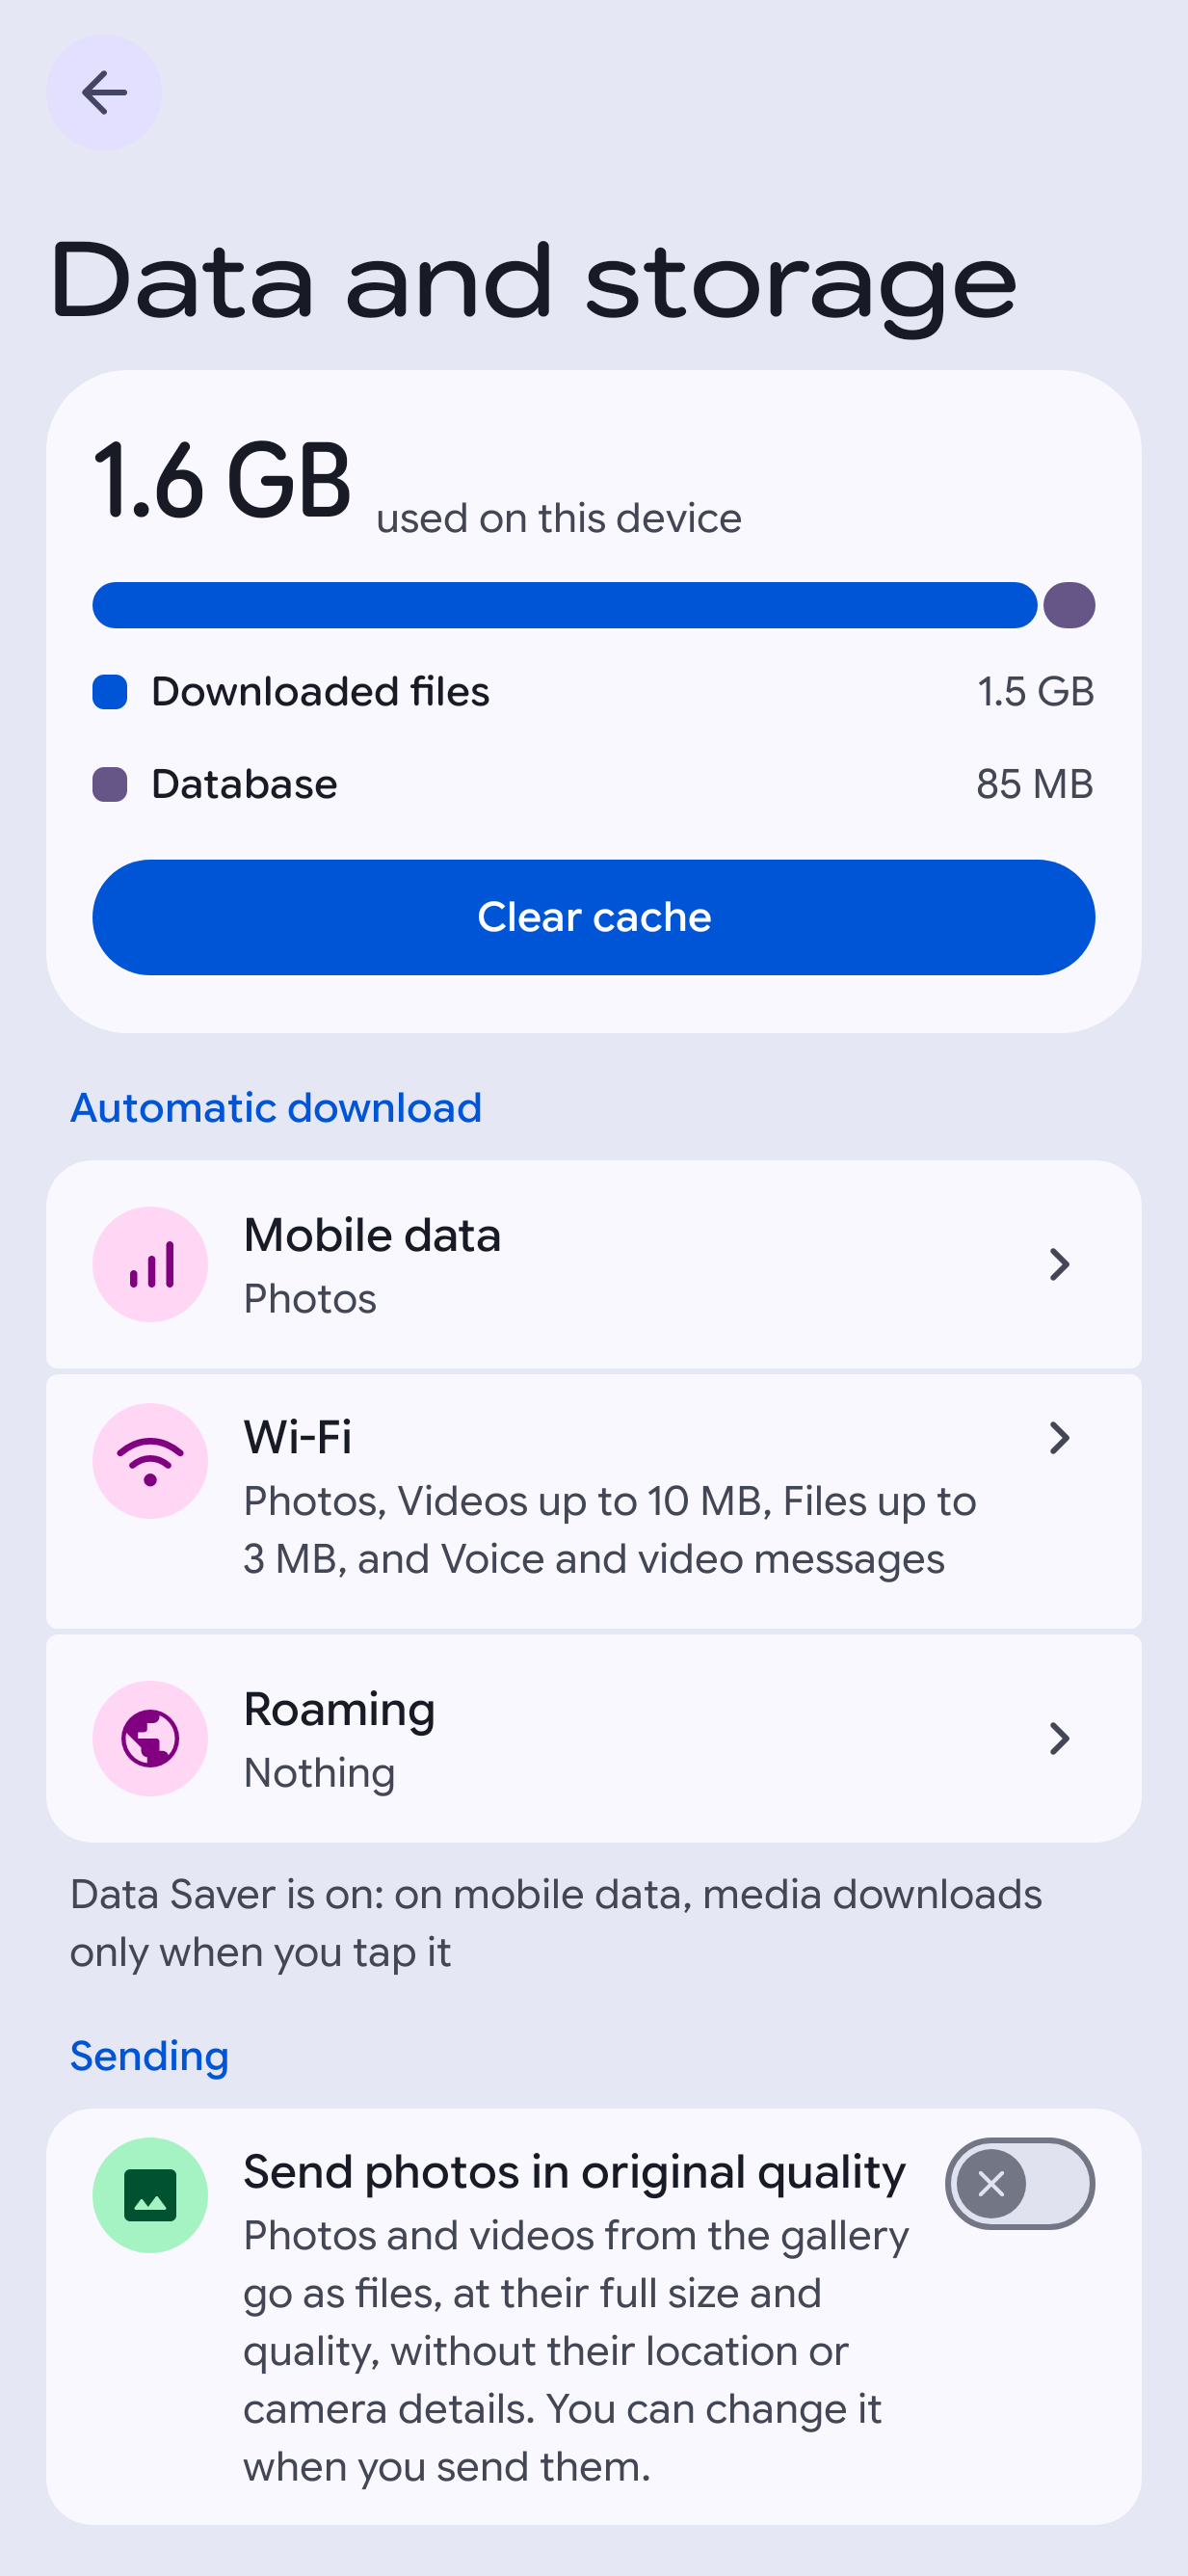 Data and storage
1.6 GB used on this device
Downloaded files 1.5 GB
Database 85 MB
Clear cache
Automatic download
Mobile data
Photos
Wi-Fi
Photos, Videos up to 10 MB, Files up to
3 MB, and Voice and video messages
Roaming
Nothing
Data Saver is on: on mobile data, media downloads
only when you tap it
Sending
Send photos in original quality
Photos and videos from the gallery
go as files, at their full size and
quality, without their location or
camera details. You can change it
when you send them.